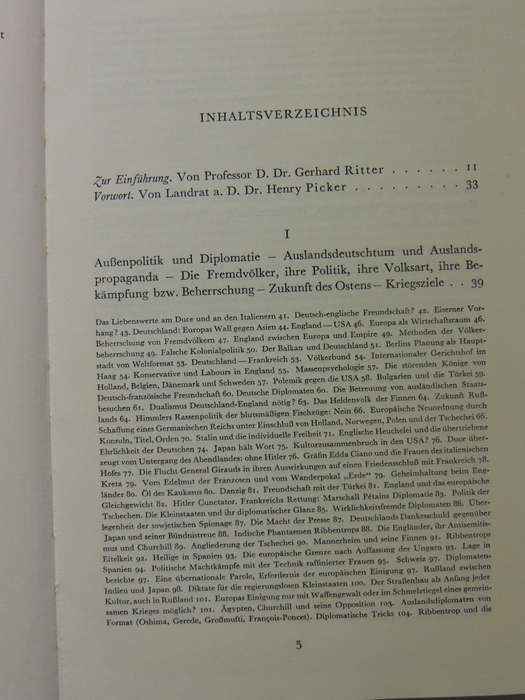 t
INHALTSVERZEICHNIS
Zur Einführung. Von Professor D. Dr. Gerhard Ritter . . . . . . 11
Vorwort. Von Landrat a. D. Dr. Henry Picker . . . . . . . . . 33
I
Außenpolitik und Diplomatie – Auslandsdeutschtum und Auslands-
propaganda – Die Fremdvölker, ihre Politik, ihre Volksart, ihre Be-
kämpfung bzw. Beherrschung – Zukunft des Ostens – Kriegsziele . . 39
Das Liebenswerte am Duce und an den Italienern 41. Deutsch-englische Freundschaft? 42. Eiserner Vor-
hang? 43. Deutschland: Europas Wall gegen Asien 44. England—USA 46. Europa als Wirtschaftsraum 46.
Beherrschung von Fremdvölkern 47. England zwischen Europa und Empire 49. Methoden der Völker-
beherrschung 49. Falsche Kolonialpolitik 50. Der Balkan und Deutschland 51. Berlins Planung als Haupt-
stadt von Weltformat 53. Deutschland—Frankreich 53. Völkerbund 54. Internationaler Gerichtshof im
Haag 54. Konservative und Labours in England 55. Massenpsychologie 57. Die störenden Könige von
Holland, Belgien, Dänemark und Schweden 57. Polemik gegen die USA 58. Bulgarien und die Türkei 59.
Deutsch-französische Freundschaft 60. Deutsche Diplomaten 60. Die Betreuung von ausländischen Staats-
besuchen 61. Dualismus Deutschland-England nötig? 63. Das Heldenvolk der Finnen 64. Zukunft Ruß-
lands 64. Himmlers Rassenpolitik der blutsmäßigen Fischzüge: Nein 66. Europäische Neuordnung durch
Schaffung eines Germanischen Reichs unter Einschluß von Holland, Norwegen, Polen und der Tschechei 66.
Konzuln, Titel, Orden 70. Stalin und die individuelle Freiheit 71. Englische Heuchelei und die übertriebene
Ehrlichkeit der Deutschen 74. Japan hält Wort 75. Kulturzusammenbruch in den USA? 76. Duce über-
zeugt vom Untergang des Abendlandes: ohne Hitler 76. Gräfin Edda Ciano und die Frauen des italienischen
Hofes 77. Die Flucht General Girauds in ihren Auswirkungen auf einen Friedensschluß mit Frankreich 78.
Kreta 79. Vom Edelmut der Franzosen und vom Wanderpokal „Erde“ 79. Geheimhaltung beim Eng-
länder 80. Öl des Kaukasus 80. Danzig 81. Freundschaft mit der Türkei 81. England und das europäische
Gleichgewicht 81. Hitler Cunctator. Frankreichs Rettung: Marschall Pétains Diplomatie 83. Politik der
Tschechen. Die Kleinstaaten und ihr diplomatischer Glanz 85. Wirklichkeitsfremde Diplomaten 86. Über-
legenheit der sowjetischen Spionage 87. Die Macht der Presse 87. Deutschlands Dankesschuld gegenüber
Japan und seiner Bündnistreue 88. Indische Phantasmen Ribbentrops 88. Die Engländer, ihr Antisemitis-
mus und Churchill 89. Angliederung der Tschechei 90. Mannerheim und seine Finnen 91. Ribbentrops
Eitelkeit 92. Heilige in Spanien 93. Die europäische Grenze nach Auffassung der Ungarn 93. Lage in
Spanien 94. Politische Machtkämpfe mit der Technik raffinierter Frauen 95. Schweiz 97. Diplomaten-
berichte 97. Eine übernationale Parole, Erfordernis der europäischen Einigung 97. Rußland zwischen
Indien und Japan 98. Diktate für die regierungslosen Kleinstaaten 100. Der Straßenbau als Anfang jeder
Kultur, auch in Rußland 101. Europas Einigung nur mit Waffengewalt oder im Schmelztiegel eines gemein-
samen Krieges möglich? 101. Ägypten, Churchill und seine Opposition 103. Auslandsdiplomaten von
Format (Oshima, Gerede, Großmufti, François-Poncet). Diplomatische Tricks 104. Ribbentrop und die
5